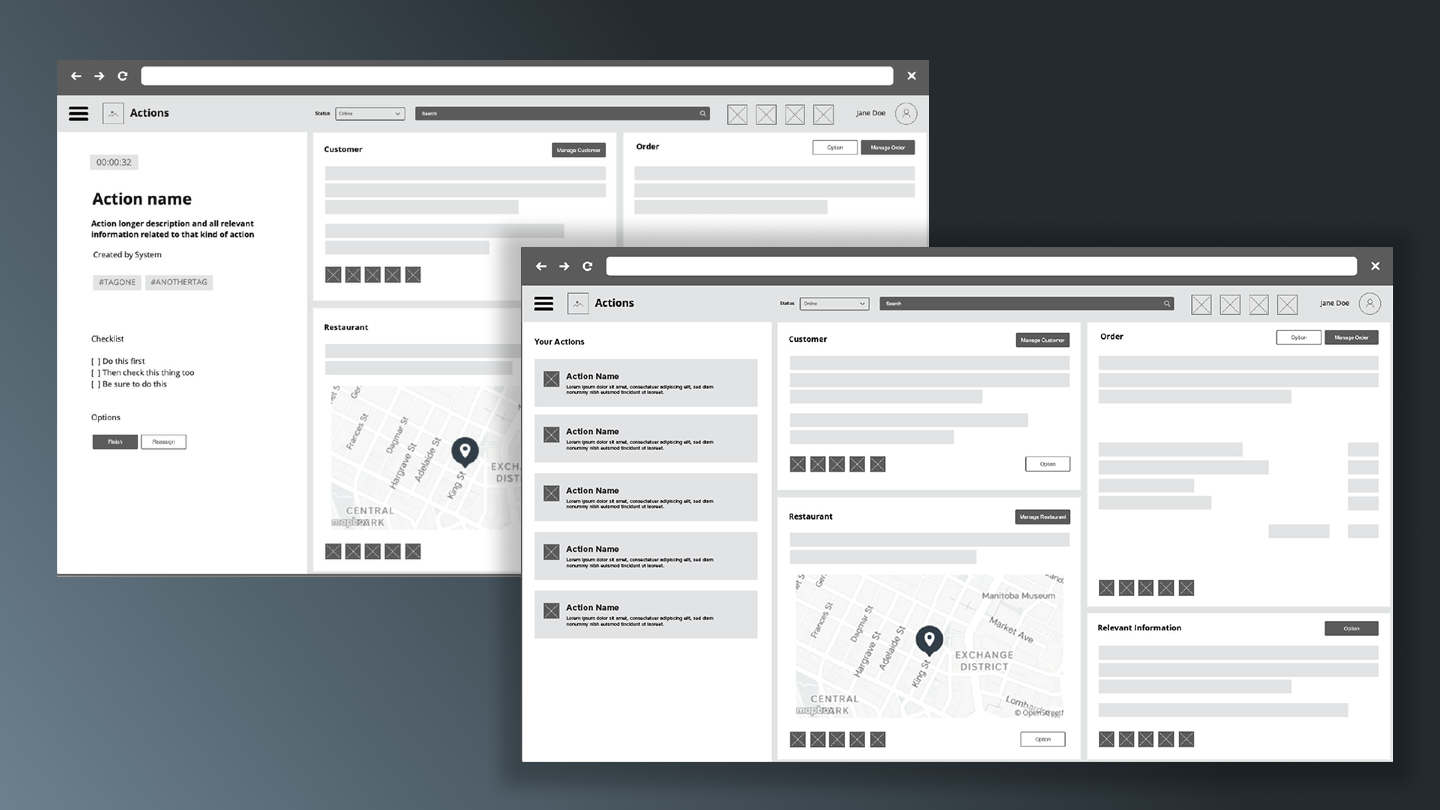 Actions
Status
Online
Search
Jane Doe
00:00:32
Action name
Action longer description and all relevant
information related to that kind of action
Created by System
#TAGONE
#ANOTHERTAG
Checklist
[ ] Do this first
[ ] Then check this thing too
[ ] Be sure to do this
Options
Finish
Reassign
Customer
Manage Customer
Restaurant
Frances St
Dagmar St
Hargrave St
Adelaide St
King St
CENTRAL
PARK
mapbox
Order
Option
Manage Order
Actions
Status
Online
Search
Jane Doe
Your Actions
Action Name
Lorem ipsum dolor sit amet, consectetuer adipiscing elit, sed diam
nonummy nibh euismod tincidunt ut laoreet.
Action Name
Lorem ipsum dolor sit amet, consectetuer adipiscing elit, sed diam
nonummy nibh euismod tincidunt ut laoreet.
Action Name
Lorem ipsum dolor sit amet, consectetuer adipiscing elit, sed diam
nonummy nibh euismod tincidunt ut laoreet.
Action Name
Lorem ipsum dolor sit amet, consectetuer adipiscing elit, sed diam
nonummy nibh euismod tincidunt ut laoreet.
Action Name
Lorem ipsum dolor sit amet, consectetuer adipiscing elit, sed diam
nonummy nibh euismod tincidunt ut laoreet.
Customer
Manage Customer
Option
Restaurant
Manage Restaurant
Manitoba Museum
Frances St
Dagmar St
Market Ave
Hargrave St
Adelaide St
King St
EXCHANGE
DISTRICT
CENTRAL
PARK
mapbox
© OpenStreet
Option
Order
Option
Manage Order
Relevant Information
Option